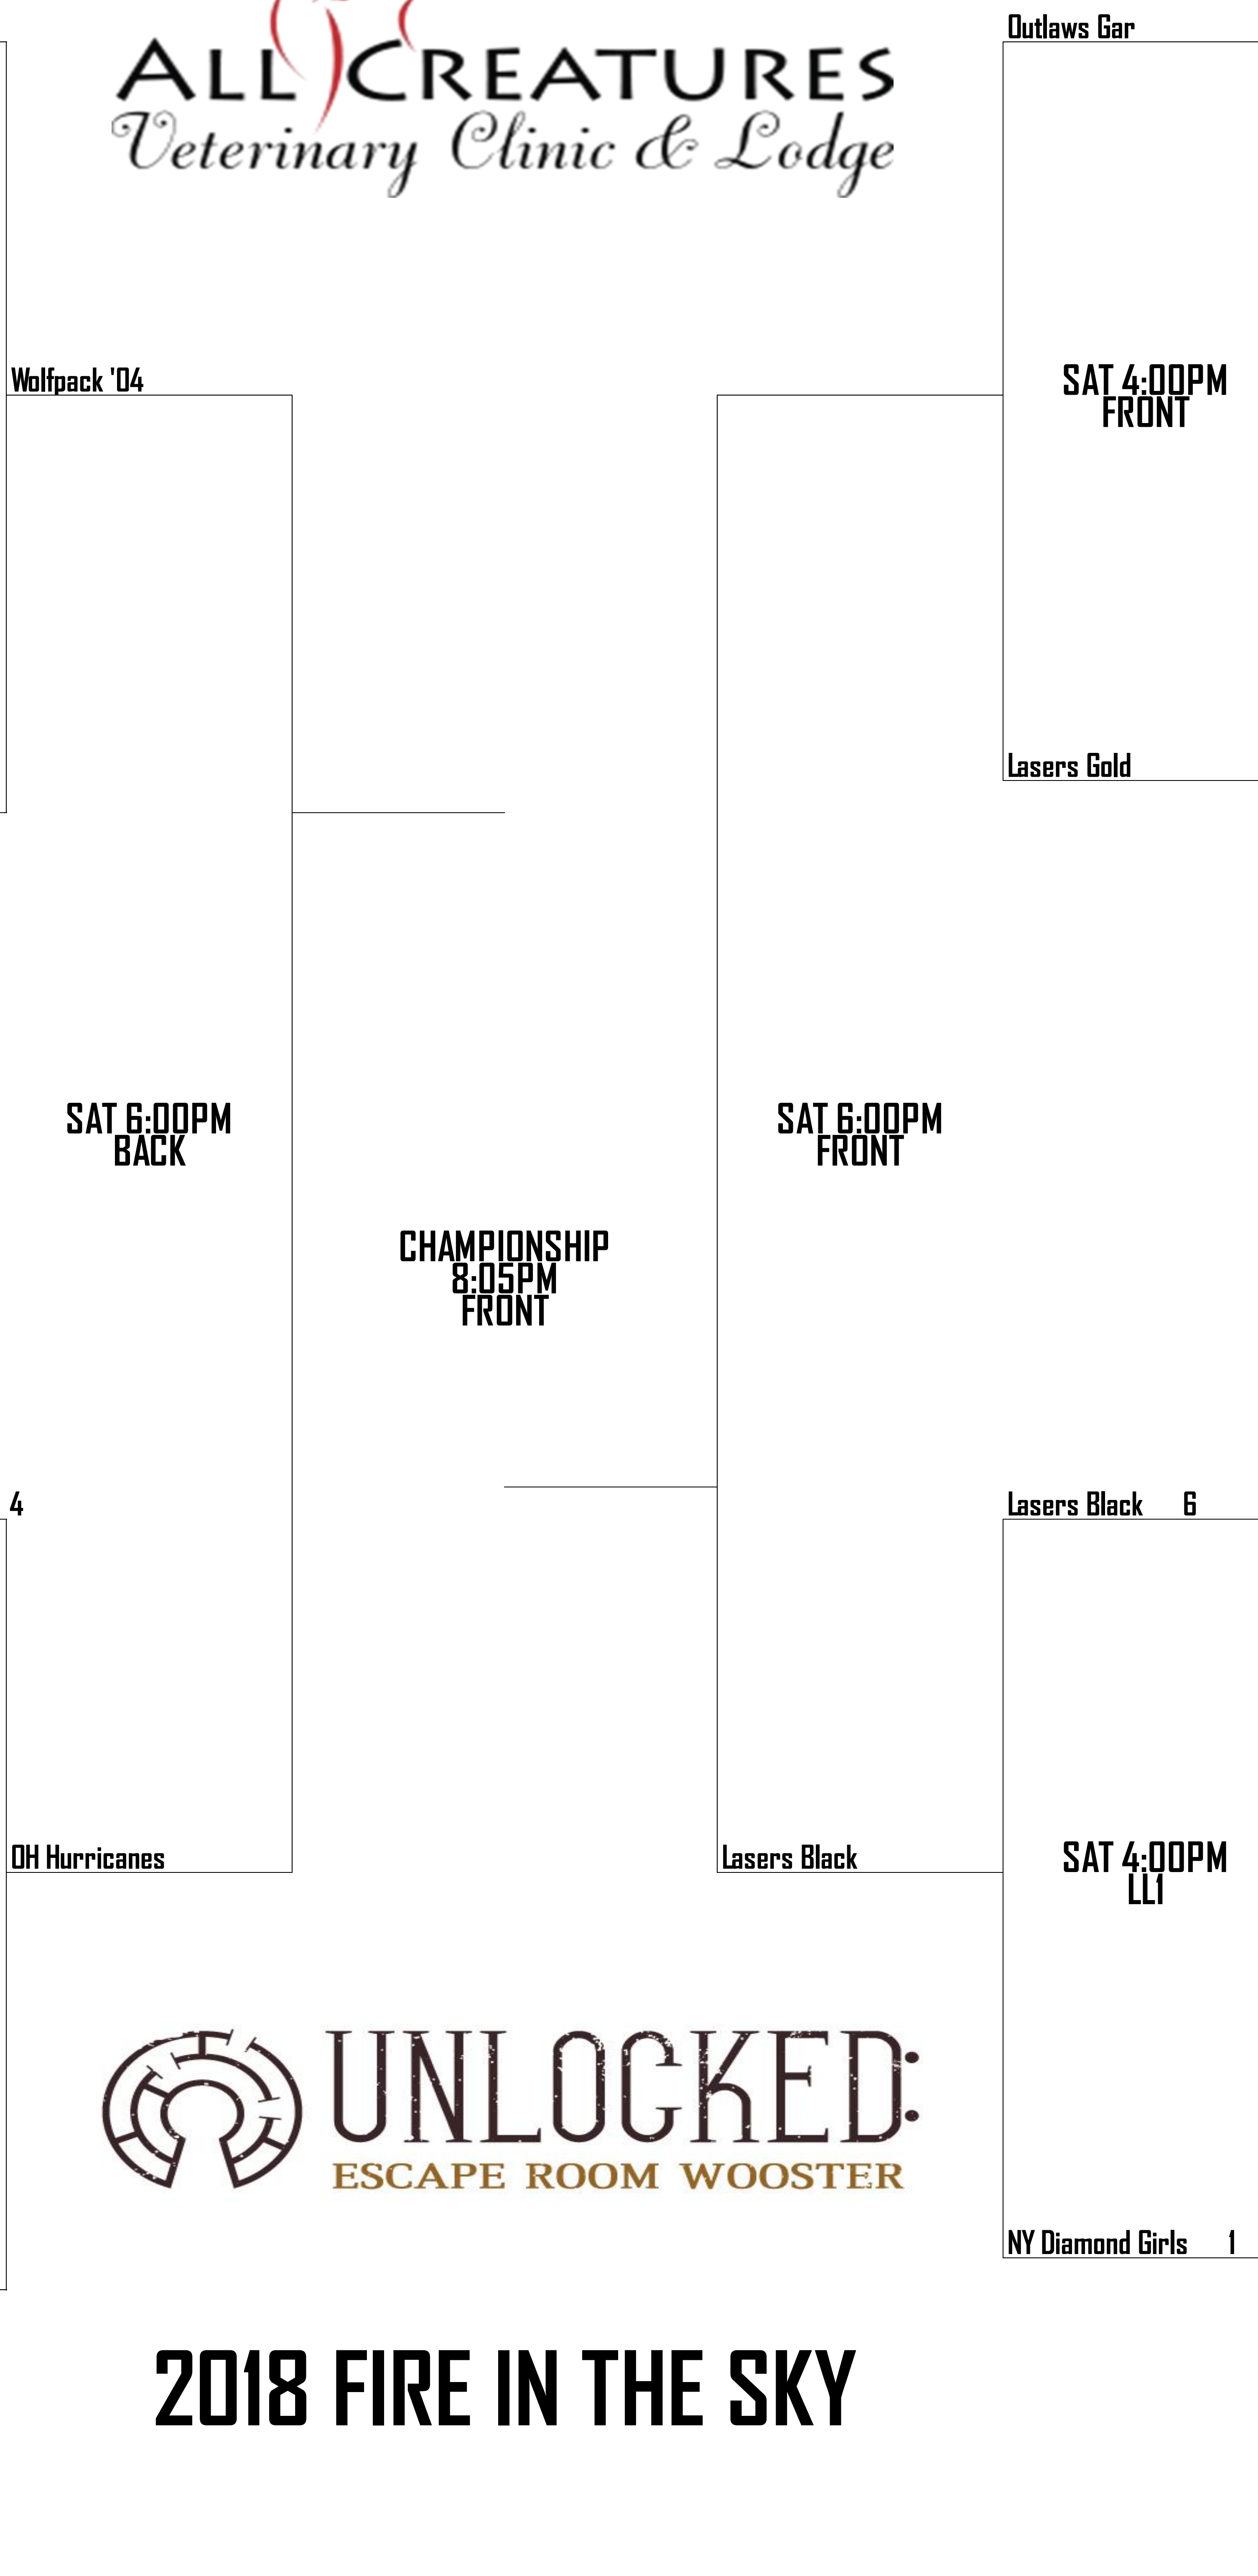 Outlaws Gar
ALL CREATURES
Veterinary Clinic & Lodge
Wolfpack '04
SAT 4:00PM
FRONT
Lasers Gold
SAT 6:00PM
BACK
SAT 6:00PM
FRONT
CHAMPIONSHIP
8:05PM
FRONT
4
Lasers Black 6
OH Hurricanes
Lasers Black
SAT 4:00PM
LL1
UNLOCKED:
ESCAPE ROOM WOOSTER
NY Diamond Girls 1
2018 FIRE IN THE SKY